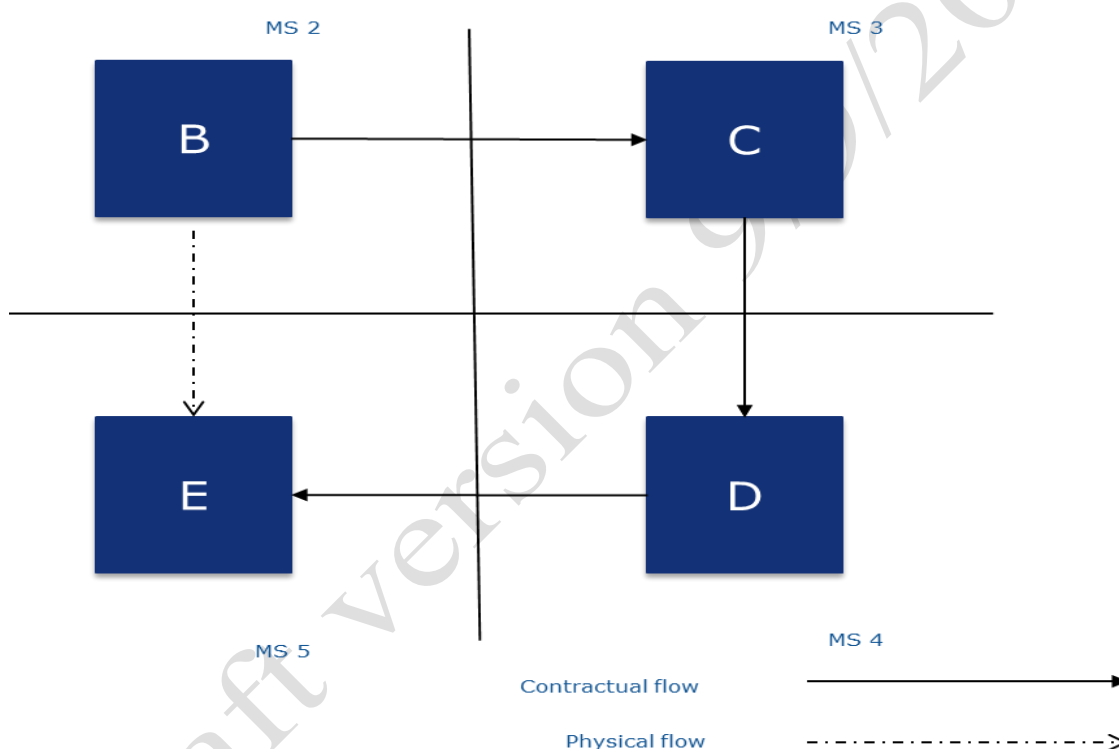 MS 2
MS 3
B
C
E
D
MS 5
MS 4
Contractual flow
Physical flow